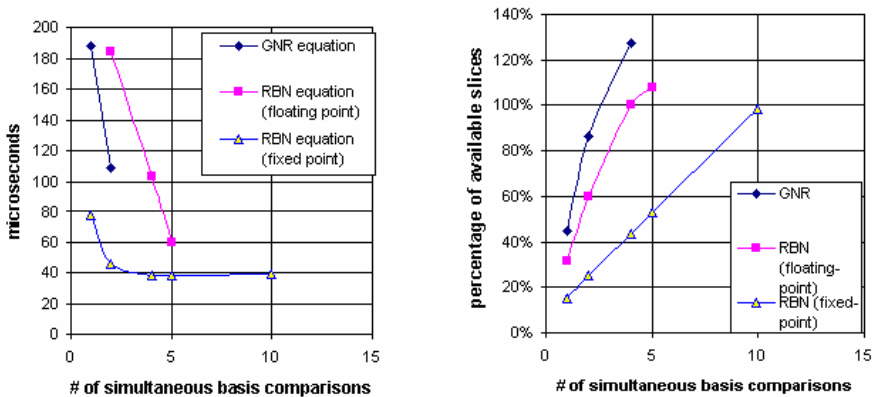 200
180
160
140
120
100
80
60
40
20
0
microseconds
0 5 10 15
# of simultaneous basis comparisons
GNR equation
RBN equation
(floating point)
RBN equation
(fixed point)
140%
120%
100%
80%
60%
40%
20%
0%
percentage of available slices
0 5 10 15
# of simultaneous basis comparisons
GNR
RBN
(floating-
point)
RBN (fixed-
point)